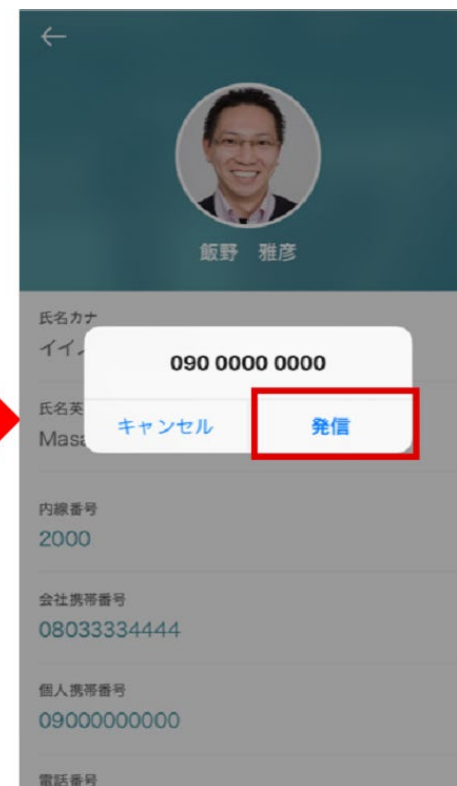 飯野 雅彦
氏名カナ
イイ
090 0000 0000
キャンセル
発信
氏名英
Masa
内線番号
2000
会社携帯番号
08033334444
個人携帯番号
09000000000
電話番号